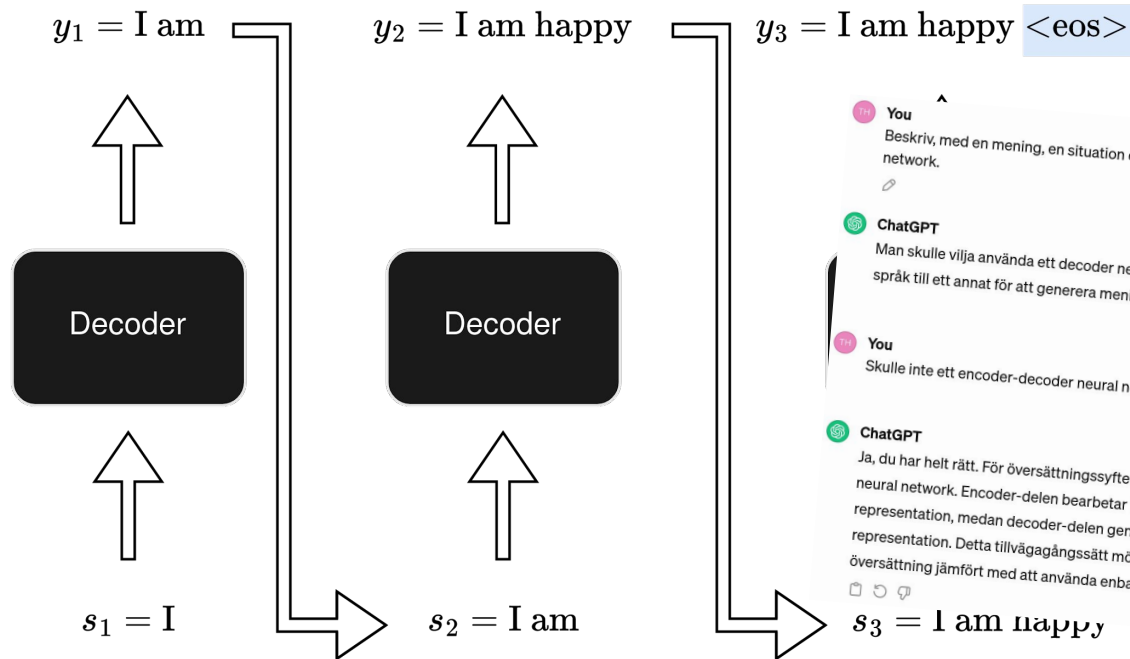 y₁ = I am
y₂ = I am happy
y₃ = I am happy <eos>
Decoder
Decoder
s₁ = I
s₂ = I am
s₃ = I am happy
TH You
Beskriv, med en mening, en situation
network.
ChatGPT
Man skulle vilja använda ett decoder
språk till ett annat för att generera
TH You
Skulle inte ett encoder-decoder neural
ChatGPT
Ja, du har helt rätt. För översättningssyfte
neural network. Encoder-delen bearbetar
representation, medan decoder-delen
representation. Detta tillvägagångssätt
översättning jämfört med att använda